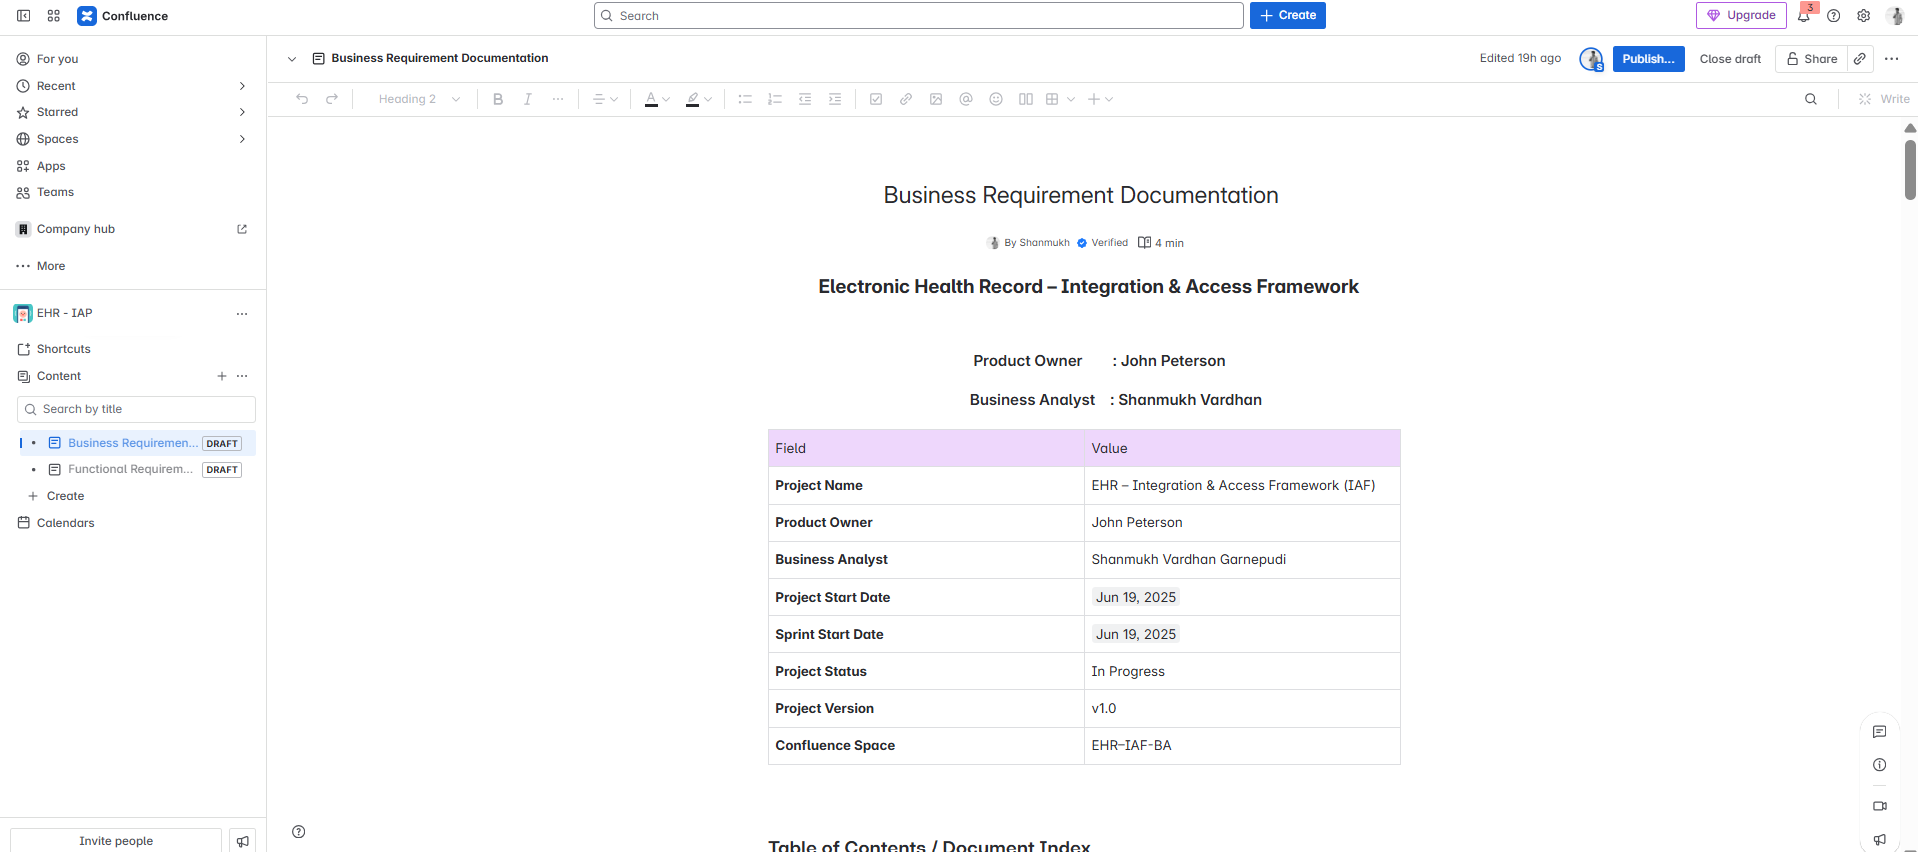 Confluence
Search
Create
Upgrade
3
For you
Recent
Starred
Spaces
Apps
Teams
Company hub
More
EHR - IAP
Shortcuts
Content
Search by title
Business Requiremen... DRAFT
Functional Requirem... DRAFT
Create
Calendars
Invite people
Business Requirement Documentation
Edited 19h ago
S
Publish...
Close draft
Share
Heading 2
B I
A
Write
Business Requirement Documentation
By Shanmukh Verified 4 min
Electronic Health Record – Integration & Access Framework
Product Owner : John Peterson
Business Analyst : Shanmukh Vardhan
Field Value
Project Name EHR – Integration & Access Framework (IAF)
Product Owner John Peterson
Business Analyst Shanmukh Vardhan Garnepudi
Project Start Date Jun 19, 2025
Sprint Start Date Jun 19, 2025
Project Status In Progress
Project Version v1.0
Confluence Space EHR–IAF-BA
Table of Contents / Document Index